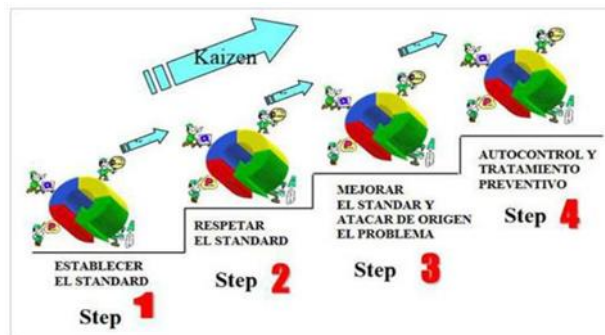 Kaizen
ESTABLECER
EL STANDARD
Step 1
RESPETAR
EL STANDARD
Step 2
MEJORAR
EL STANDAR Y
ATACAR DE ORIGEN
EL PROBLEMA
Step 3
AUTOCONTROL Y
TRATAMIENTO
PREVENTIVO
Step 4